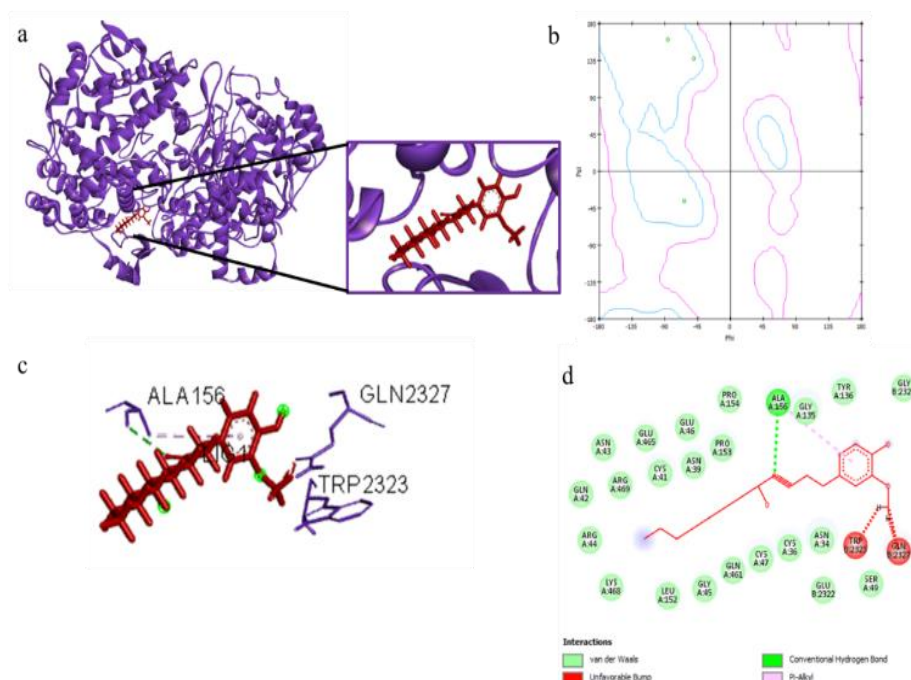 a
b
180
135
90
45
0
-45
-90
-135
-180
-180
-135
-90
-45
0
45
90
135
180
Psi
Phi
c
ALA156
GLN2327
TRP2323
d
PRO
A:154
ALA
A:156
GLY
A:135
TYR
A:136
GLY
ASN
A:43
GLU
A:465
GLU
A:46
PRO
A:153
GLN
A:42
ARG
A:469
CYS
A:41
ASN
A:39
ARG
A:44
LYS
A:468
LEU
A:152
GLY
A:45
GLN
A:461
CYS
A:47
CYS
A:36
ASN
A:34
TRP
B:2323
GLN
B:2327
GLU
B:2322
SER
A:49
Interactions
van der Waals
Conventional Hydrogen Bond
Unfavorable Bump
Pi-Alkyl